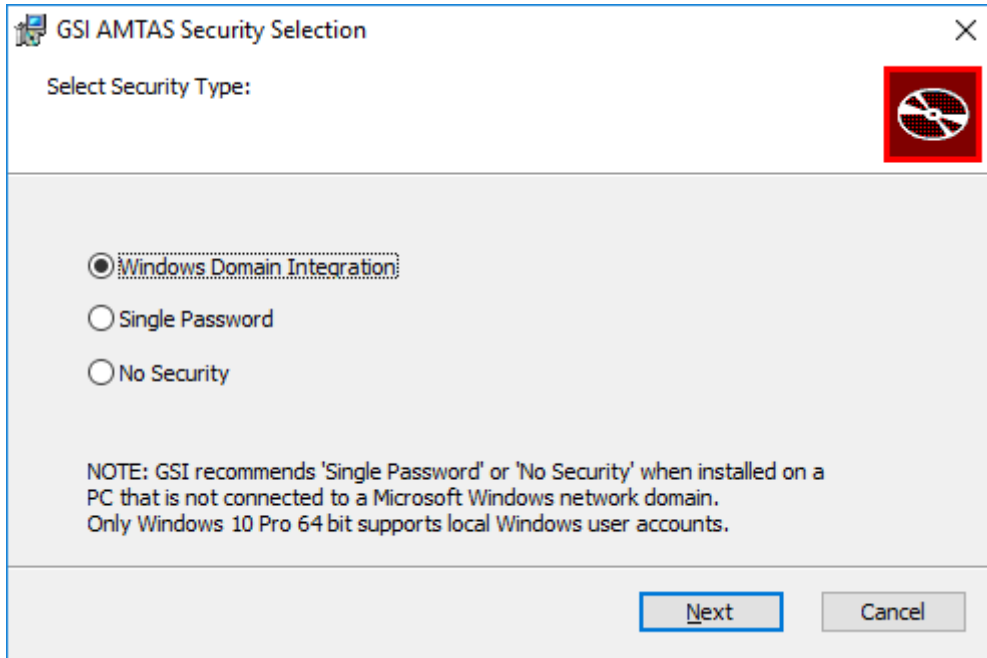 GSI AMTAS Security Selection
Select Security Type:
Windows Domain Integration
Single Password
No Security
NOTE: GSI recommends 'Single Password' or 'No Security' when installed on a
PC that is not connected to a Microsoft Windows network domain.
Only Windows 10 Pro 64 bit supports local Windows user accounts.
Next Cancel